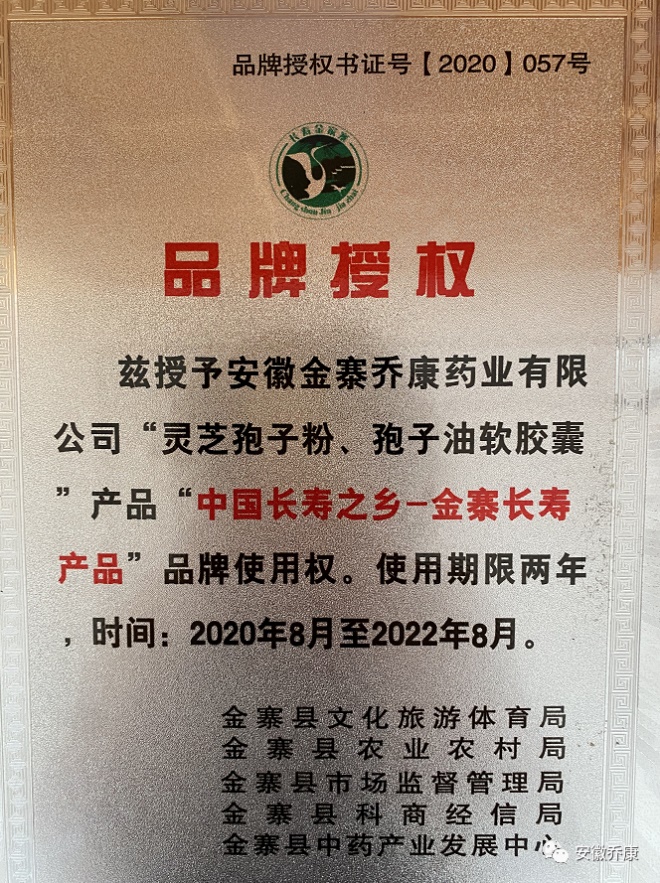 品牌授权书证号【2020】057号
长寿金寨
Chang shou Jin
品牌授权
兹授予安徽金寨乔康药业有限
公司“灵芝孢子粉、孢子油软胶囊
”产品“中国长寿之乡-金寨长寿
产品”品牌使用权。使用期限两年
，时间：2020年8月至2022年8月。
金寨县文化旅游体育局
金寨县农业农村局
金寨县市场监督管理局
金寨县科商经信局
金寨县中药产业发展中心
安徽乔康